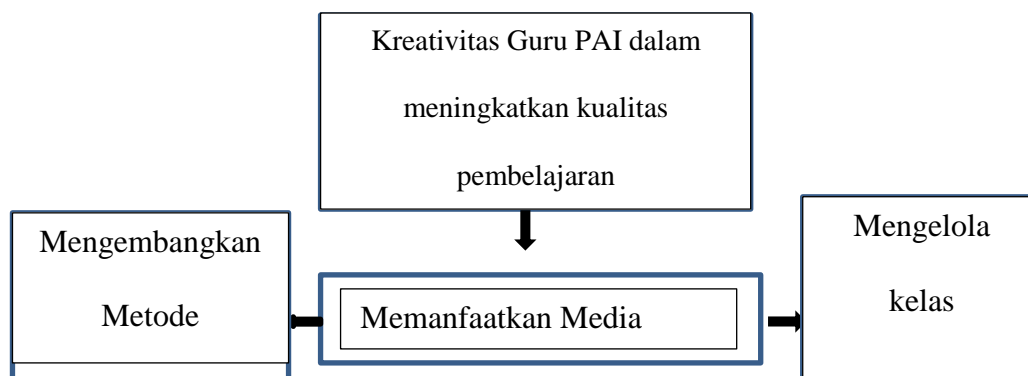 Kreativitas Guru PAI dalam
meningkatkan kualitas
pembelajaran
Mengembangkan
Metode
Memanfaatkan Media
Mengelola
kelas